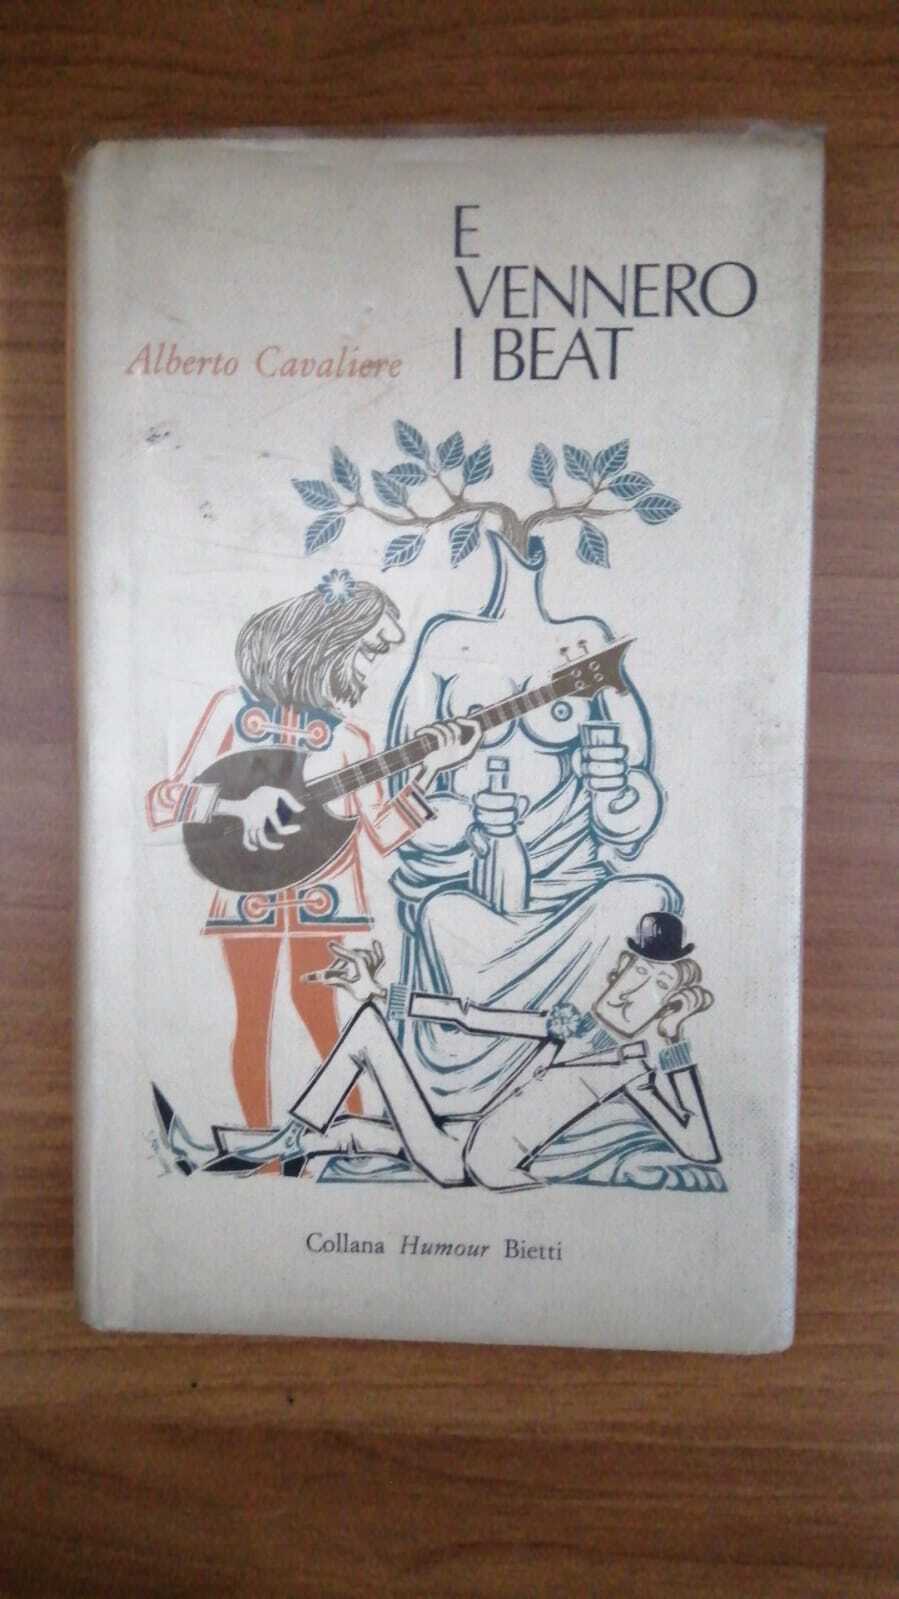 E
VENNERO
I BEAT
Alberto Cavaliere
Collana Humour Bietti